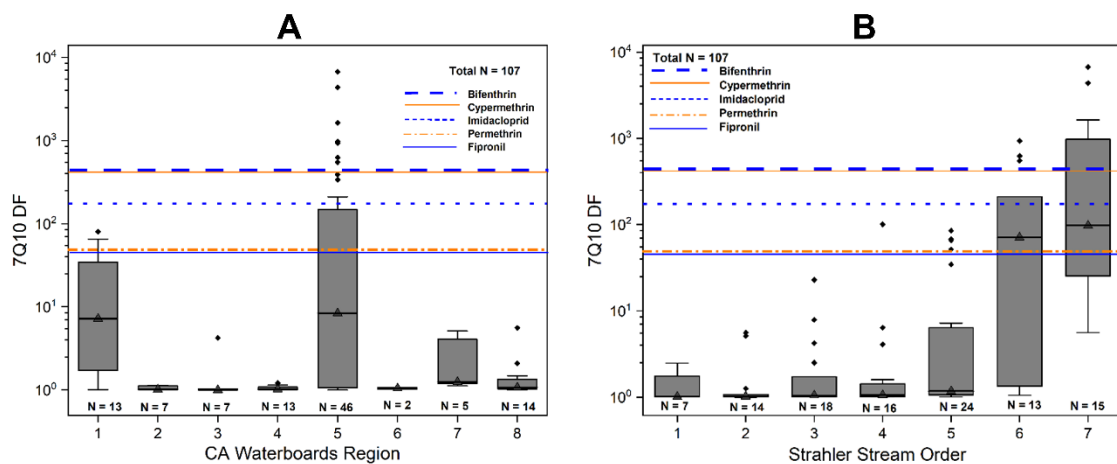 A
7Q10 DF
10⁴
10³
10²
10¹
10⁰
Total N = 107
Bifenthrin
Cypermethrin
Imidacloprid
Permethrin
Fipronil
N = 13 N = 7 N = 7 N = 13 N = 46 N = 2 N = 5 N = 14
1 2 3 4 5 6 7 8
CA Waterboards Region
B
7Q10 DF
10⁴
10³
10²
10¹
10⁰
Total N = 107
Bifenthrin
Cypermethrin
Imidacloprid
Permethrin
Fipronil
N = 7 N = 14 N = 18 N = 16 N = 24 N = 13 N = 15
1 2 3 4 5 6 7
Strahler Stream Order